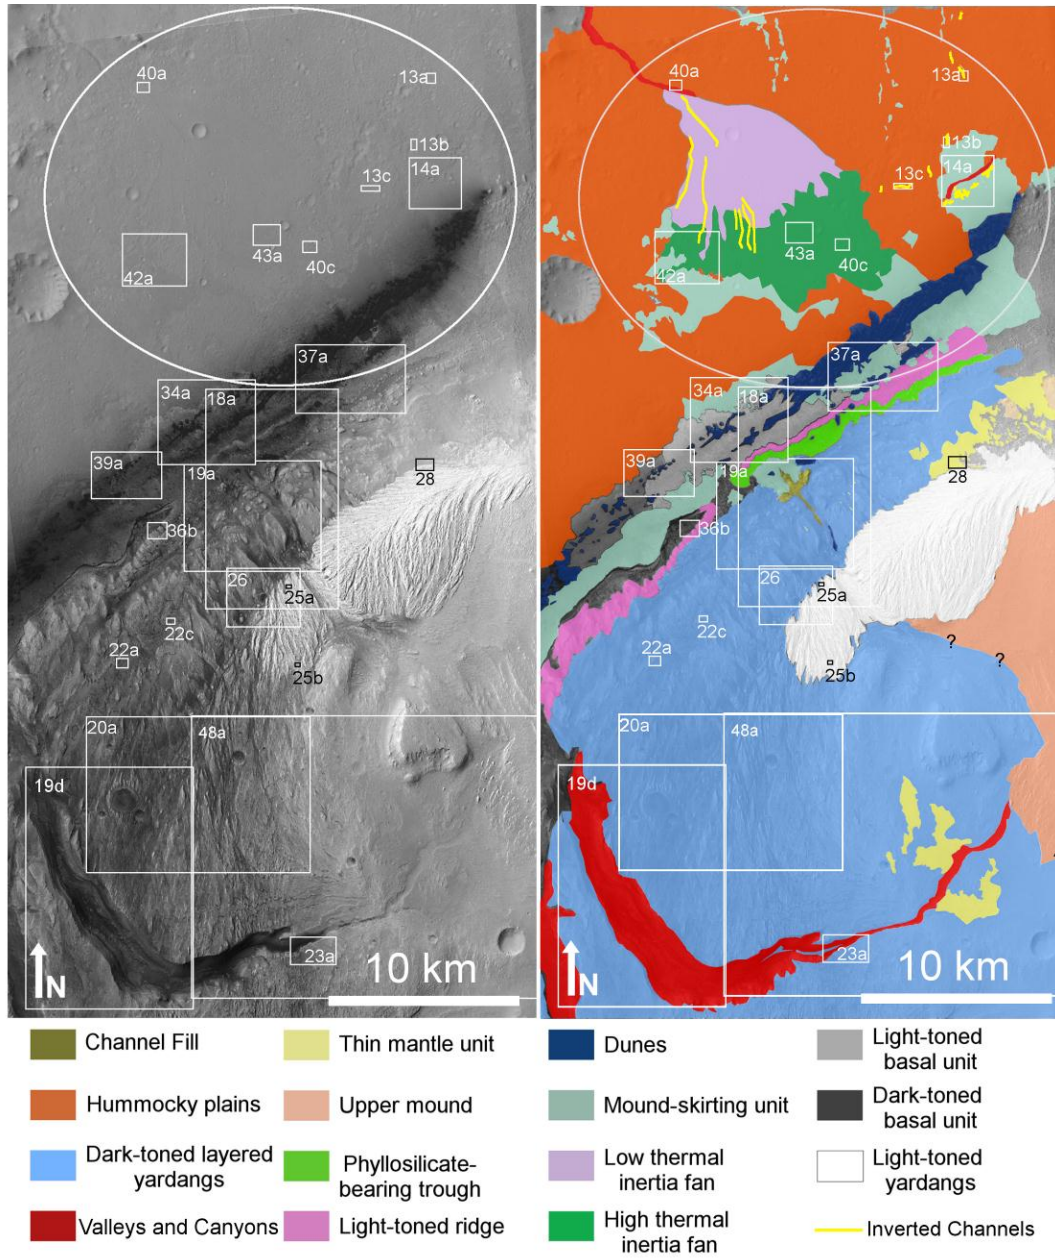 40a
13a
13b
14a
13c
43a
40c
42a
37a
34a
18a
39a
19a
28
36b
26
25a
22c
22a
25b
20a
48a
19d
23a
N
10 km
40a
13a
13b
14a
13c
43a
40c
42a
37a
34a
18a
39a
19a
28
36b
26
25a
22c
?
22a
?
25b
20a
48a
19d
23a
N
10 km
Channel Fill
Hummocky plains
Dark-toned layered
yardangs
Valleys and Canyons
Thin mantle unit
Upper mound
Phyllosilicate-
bearing trough
Light-toned ridge
Dunes
Mound-skirting unit
Low thermal
inertia fan
High thermal
inertia fan
Light-toned
basal unit
Dark-toned
basal unit
Light-toned
yardangs
Inverted Channels